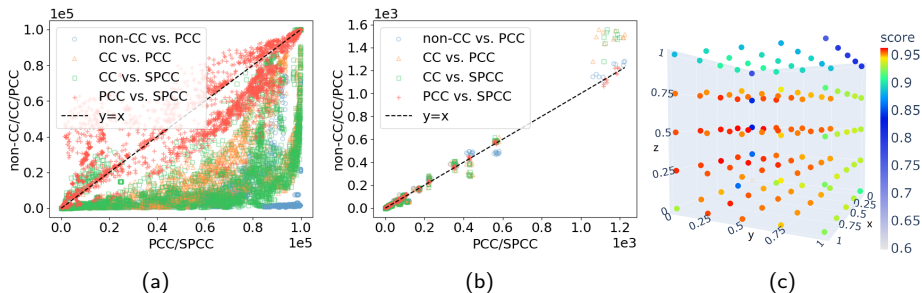 1e5
1.0
0.8
0.6
0.4
0.2
0.0
non-CC/CC/PCC
non-CC vs. PCC
CC vs. PCC
CC vs. SPCC
PCC vs. SPCC
y=x
0.0 0.2 0.4 0.6 0.8 1.0
1e5
PCC/SPCC
(a)
1e3
1.6
1.4
1.2
1.0
0.8
0.6
0.4
0.2
0.0
non-CC/CC/PCC
non-CC vs. PCC
CC vs. PCC
CC vs. SPCC
PCC vs. SPCC
y=x
0.0 0.2 0.4 0.6 0.8 1.0 1.2
1e3
PCC/SPCC
(b)
1
0.75
0.5
z
0.25
0
0.25
0.5
y
0.75
1
0
0.25
0.5
x
0.75
1
score
0.95
0.9
0.85
0.8
0.75
0.7
0.65
0.6
(c)